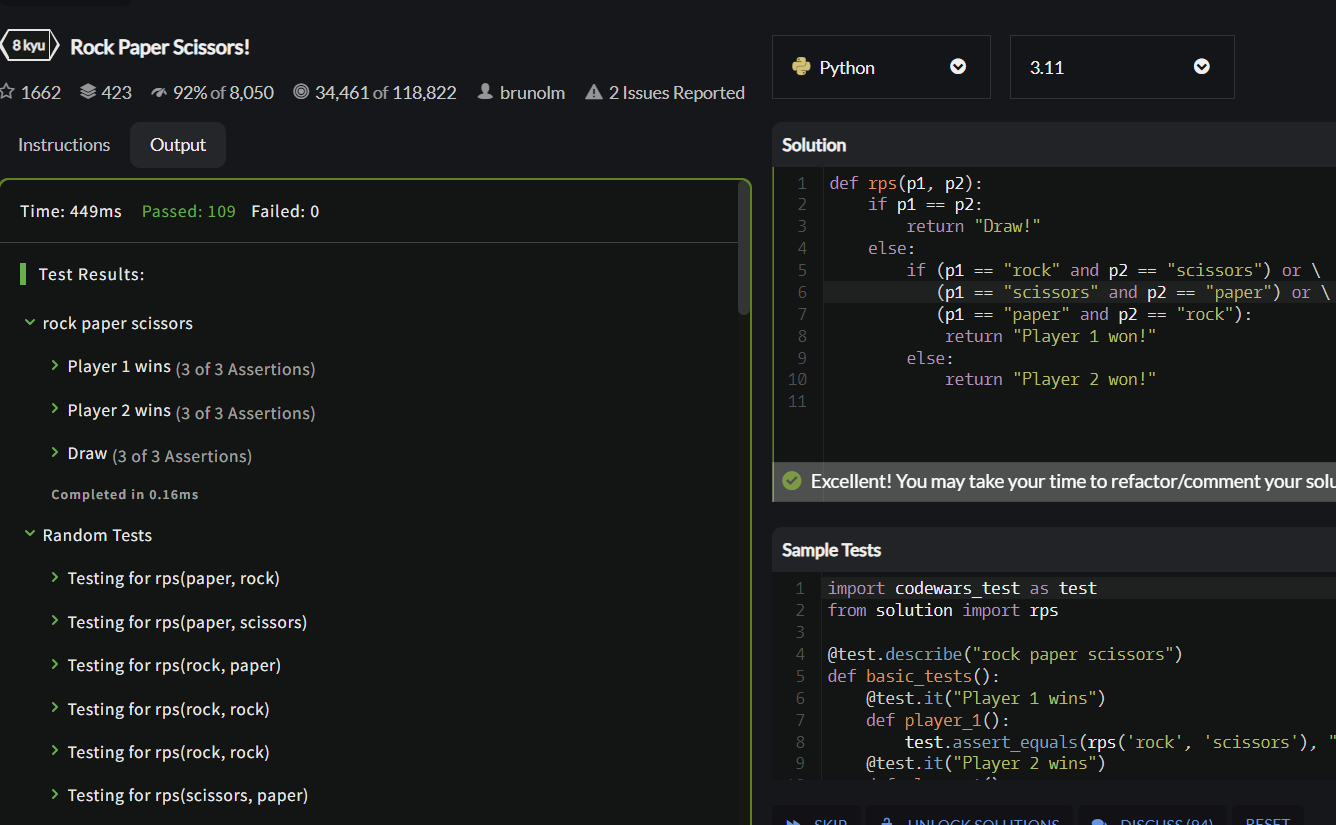 8 kyu Rock Paper Scissors!
1662 423 92% of 8,050 34,461 of 118,822 brunolm 2 Issues Reported
Instructions Output
Time: 449ms Passed: 109 Failed: 0
Test Results:
rock paper scissors
Player 1 wins (3 of 3 Assertions)
Player 2 wins (3 of 3 Assertions)
Draw (3 of 3 Assertions)
Completed in 0.16ms
Random Tests
Testing for rps(paper, rock)
Testing for rps(paper, scissors)
Testing for rps(rock, paper)
Testing for rps(rock, rock)
Testing for rps(rock, rock)
Testing for rps(scissors, paper)
Python 3.11
Solution
1 def rps(p1, p2):
2     if p1 == p2:
3         return "Draw!"
4     else:
5         if (p1 == "rock" and p2 == "scissors") or \
6            (p1 == "scissors" and p2 == "paper") or \
7            (p1 == "paper" and p2 == "rock"):
8             return "Player 1 won!"
9         else:
10             return "Player 2 won!"
11
Excellent! You may take your time to refactor/comment your solu
Sample Tests
1 import codewars_test as test
2 from solution import rps
3
4 @test.describe("rock paper scissors")
5 def basic_tests():
6     @test.it("Player 1 wins")
7     def player_1():
8         test.assert_equals(rps('rock', 'scissors'), "
9     @test.it("Player 2 wins")
SKIP UNLOCK SOLUTIONS DISCUSS (94) RESET